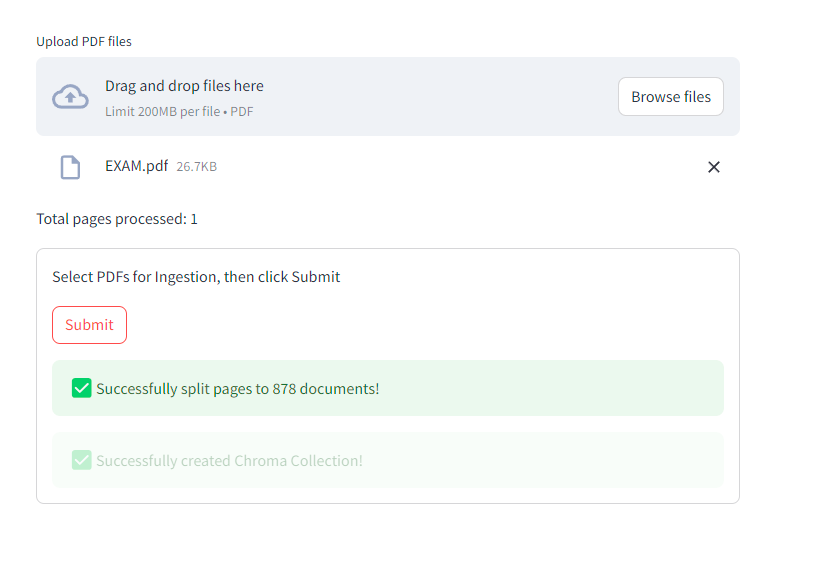 Upload PDF files
Drag and drop files here
Limit 200MB per file • PDF
Browse files
EXAM.pdf 26.7KB
Total pages processed: 1
Select PDFs for Ingestion, then click Submit
Submit
Successfully split pages to 878 documents!
Successfully created Chroma Collection!